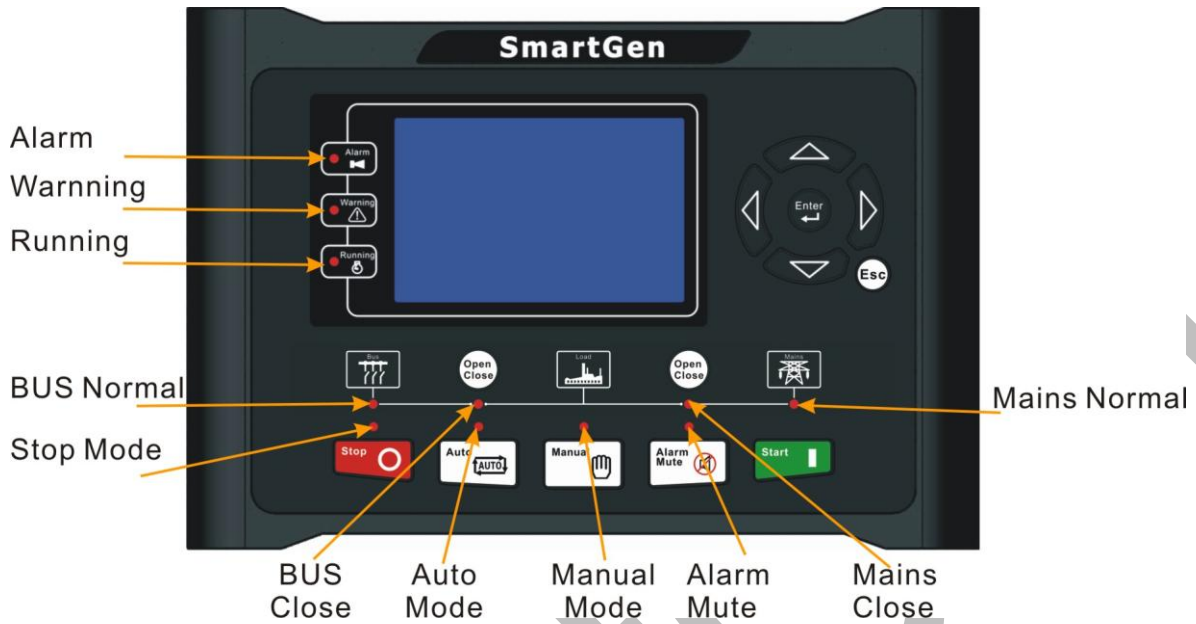 SmartGen
Alarm
Warnning
Running
BUS Normal
Stop Mode
Alarm
Warning
Running
Enter
Esc
Bus
Open
Close
Load
Open
Close
Mains
Mains Normal
Stop
Auto
AUTO
Manual
Alarm
Mute
Start
BUS
Close
Auto
Mode
Manual
Mode
Alarm
Mute
Mains
Close